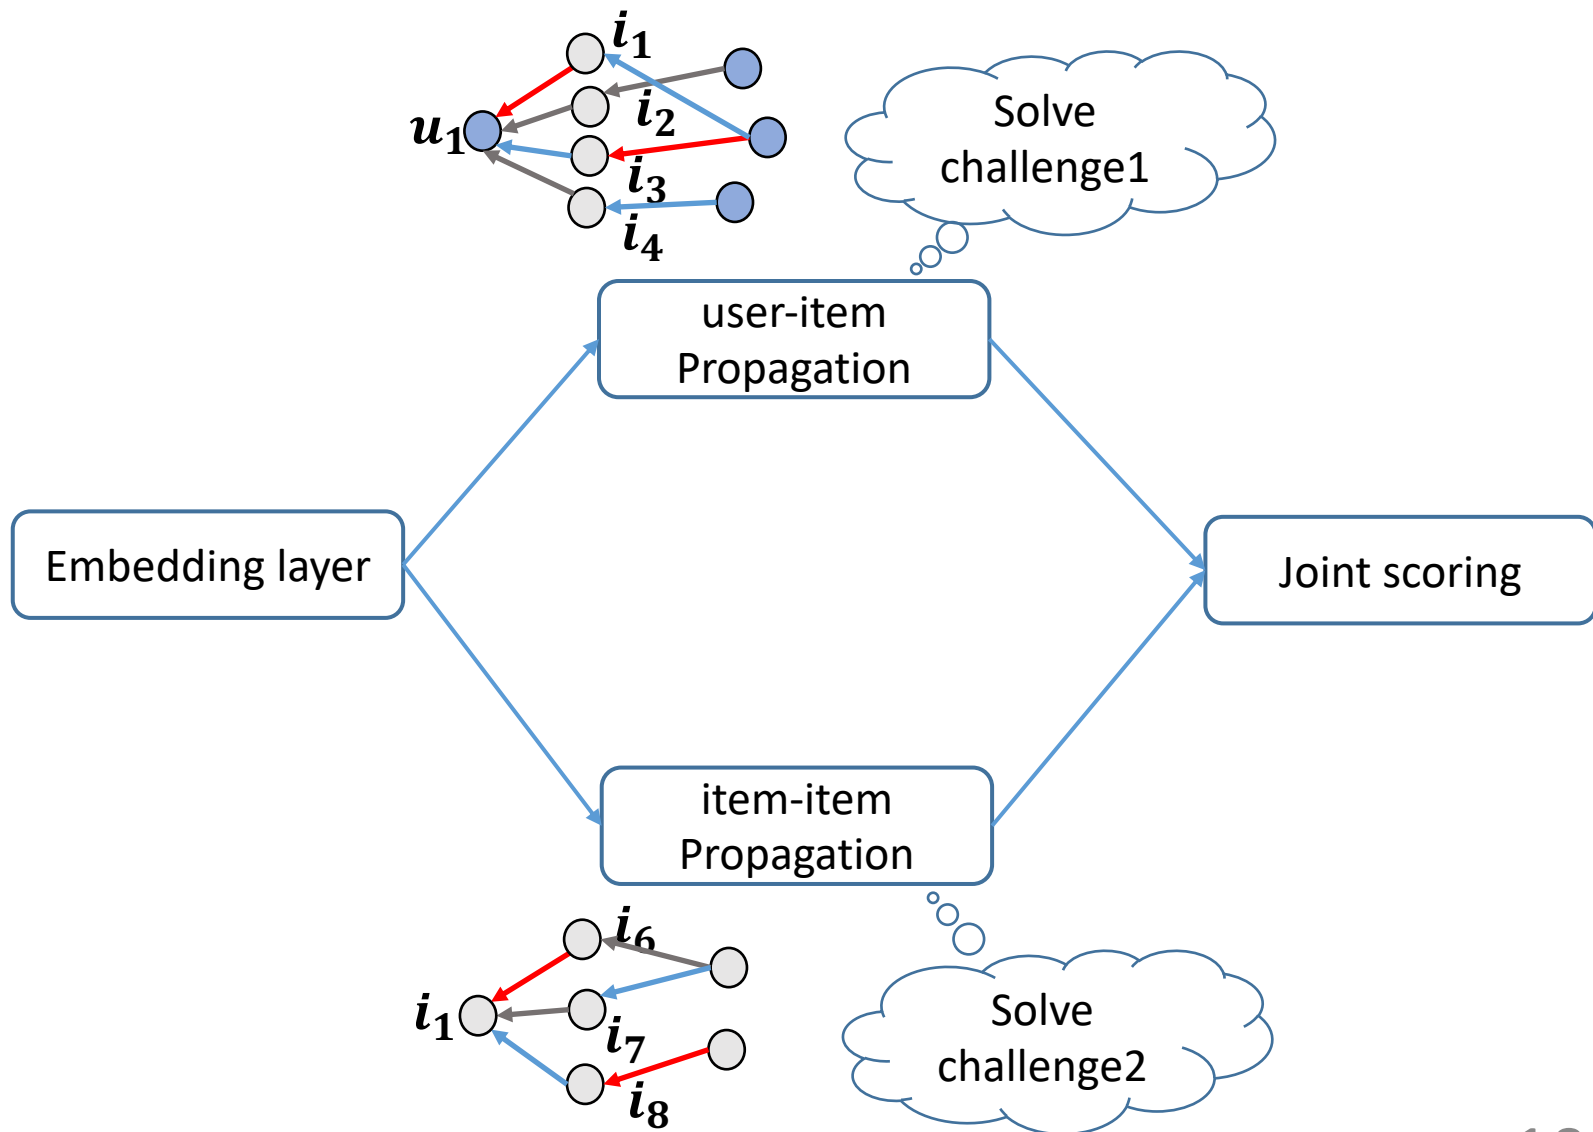 i1
i2
u1
i3
i4
Solve
challenge1
user-item
Propagation
Embedding layer
Joint scoring
item-item
Propagation
i6
i1
i7
i8
Solve
challenge2